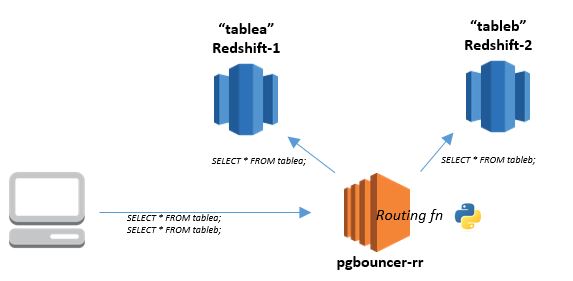 “tablea”
Redshift-1
“tableb”
Redshift-2
SELECT * FROM tablea;
SELECT * FROM tableb;
SELECT * FROM tablea;
SELECT * FROM tableb;
Routing fn
pgbouncer-rr